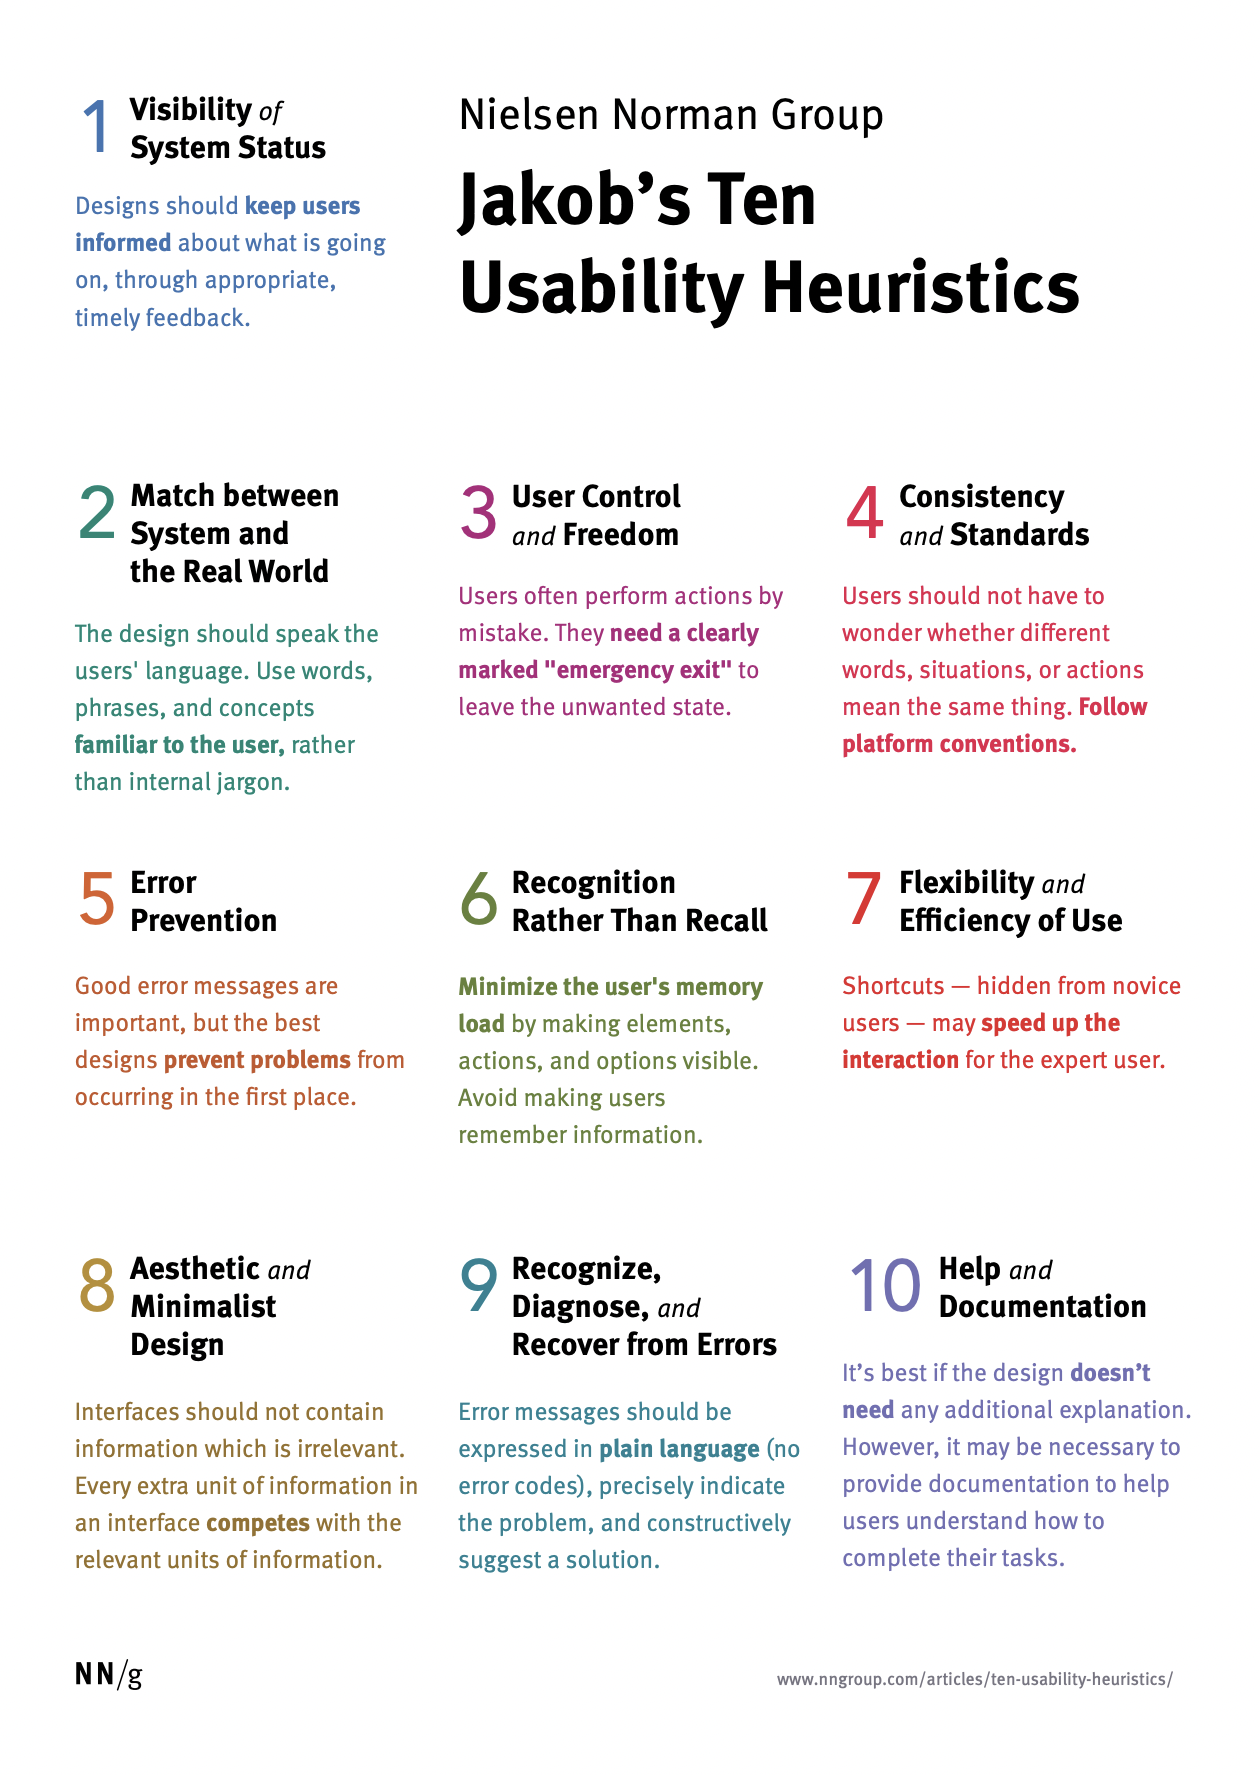 Nielsen Norman Group
Jakob’s Ten
Usability Heuristics
1
Visibility of
System Status
Designs should keep users
informed about what is going
on, through appropriate,
timely feedback.
2
Match between
System and
the Real World
The design should speak the
users' language. Use words,
phrases, and concepts
familiar to the user, rather
than internal jargon.
3
User Control
and Freedom
Users often perform actions by
mistake. They need a clearly
marked "emergency exit" to
leave the unwanted state.
4
Consistency
and Standards
Users should not have to
wonder whether different
words, situations, or actions
mean the same thing. Follow
platform conventions.
5
Error
Prevention
Good error messages are
important, but the best
designs prevent problems from
occurring in the first place.
6
Recognition
Rather Than Recall
Minimize the user's memory
load by making elements,
actions, and options visible.
Avoid making users
remember information.
7
Flexibility and
Efficiency of Use
Shortcuts — hidden from novice
users — may speed up the
interaction for the expert user.
8
Aesthetic and
Minimalist
Design
Interfaces should not contain
information which is irrelevant.
Every extra unit of information in
an interface competes with the
relevant units of information.
9
Recognize,
Diagnose, and
Recover from Errors
Error messages should be
expressed in plain language (no
error codes), precisely indicate
the problem, and constructively
suggest a solution.
10
Help and
Documentation
It’s best if the design doesn’t
need any additional explanation.
However, it may be necessary to
provide documentation to help
users understand how to
complete their tasks.
NN/g
www.nngroup.com/articles/ten-usability-heuristics/